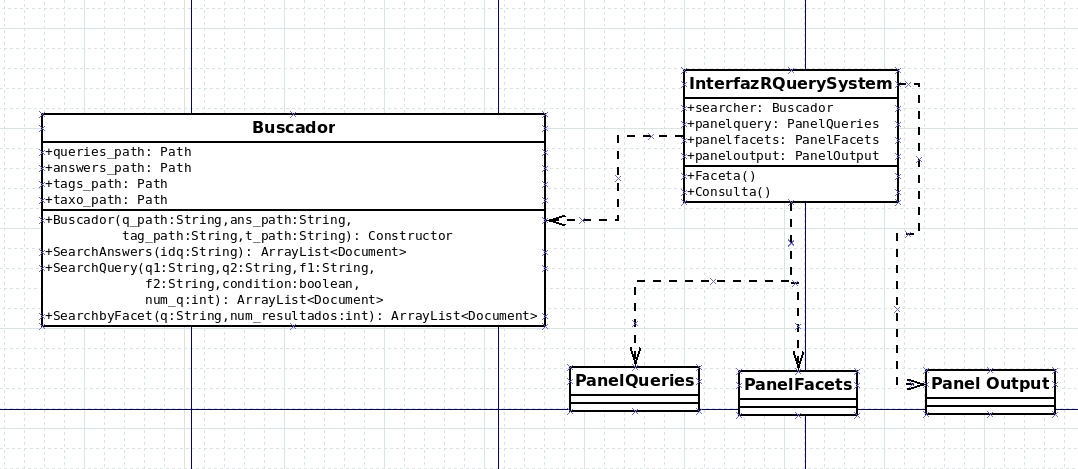 Buscador
+queries_path: Path
+answers_path: Path
+tags_path: Path
+taxo_path: Path
+Buscador(q_path:String,ans_path:String,
tag_path:String,t_path:String): Constructor
+SearchAnswers(idq:String): ArrayList<Document>
+SearchQuery(q1:String,q2:String,f1:String,
f2:String,condition:boolean,
num_q:int): ArrayList<Document>
+SearchbyFacet(q:String,num_resultados:int): ArrayList<Document>
InterfazRQuerySystem
+searcher: Buscador
+panelquery: PanelQueries
+panelfacets: PanelFacets
+paneloutput: PanelOutput
+Faceta()
+Consulta()
PanelQueries
PanelFacets
Panel Output